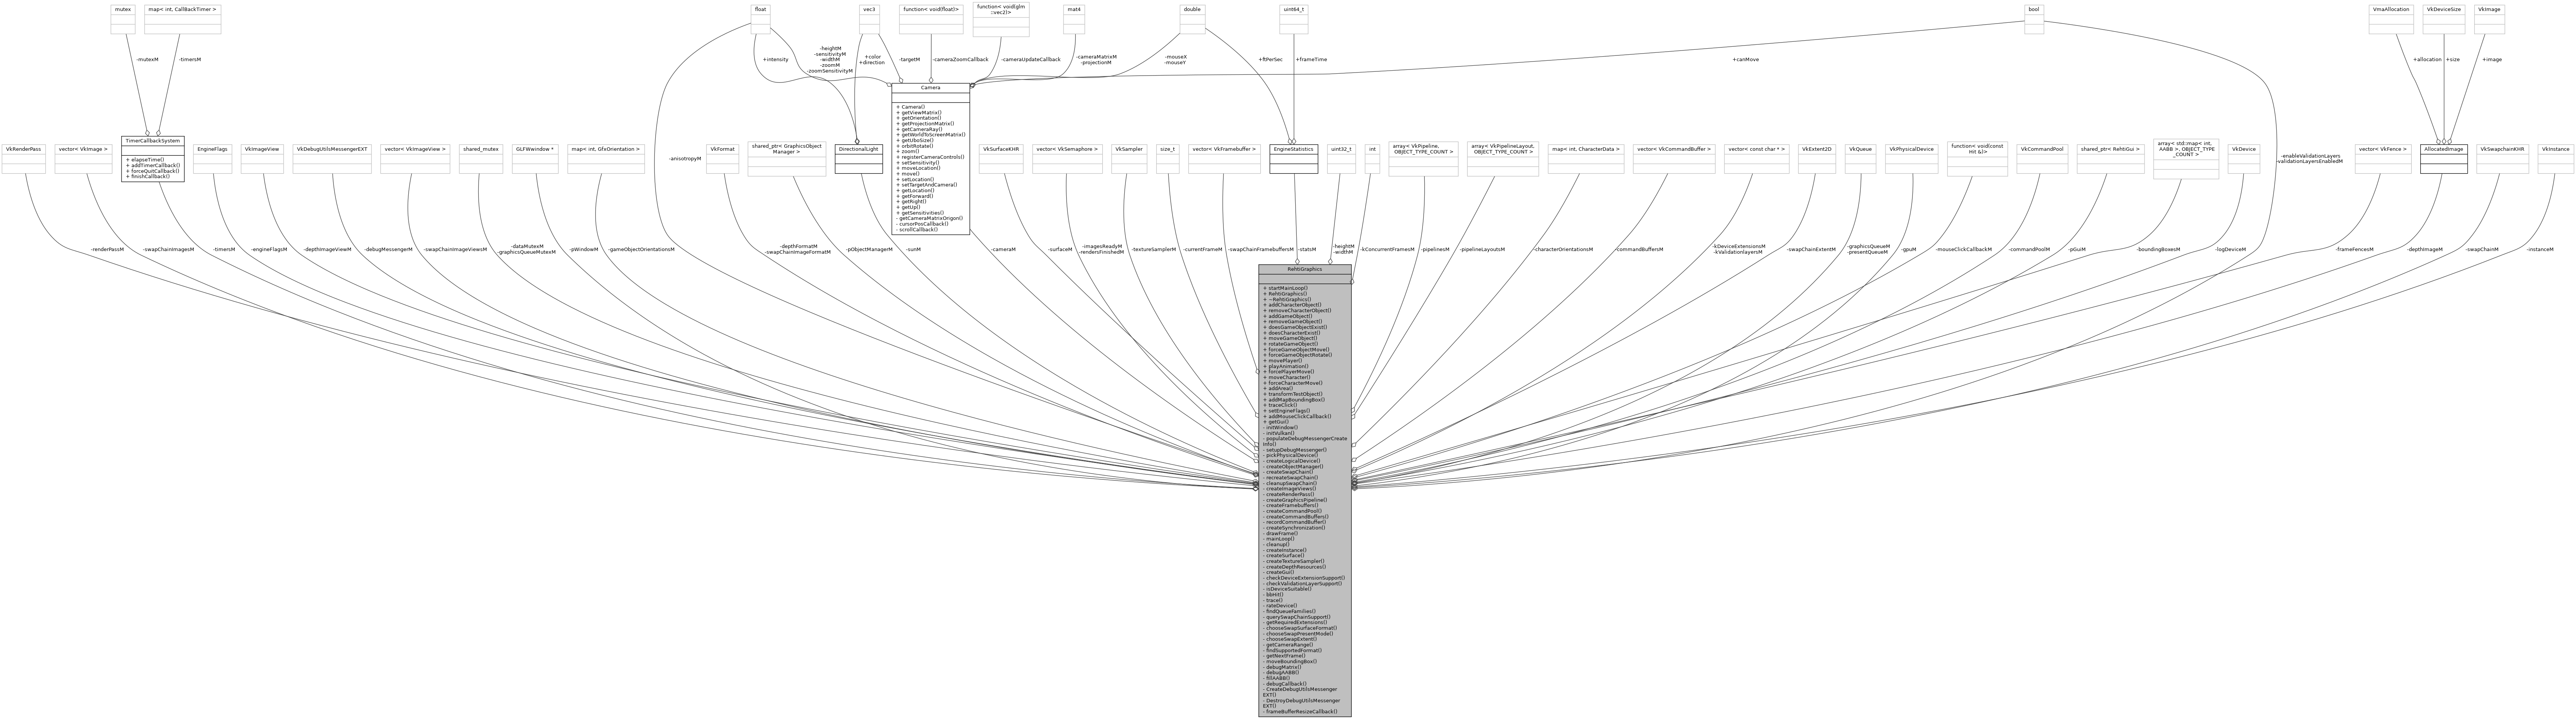 mutex
map< int, CallBackTimer >
float
vec3
function< void(float)>
function< void(glm
::vec2)>
mat4
double
uint64_t
bool
VmaAllocation
VkDeviceSize
VkImage
-mutexM
-timersM
+intensity
-heightM
-sensitivityM
-widthM
-zoomM
-zoomSensitivityM
+color
+direction
-targetM
-cameraZoomCallback
-cameraUpdateCallback
-cameraMatrixM
-projectionM
-mouseX
-mouseY
+ftPerSec
+frameTime
+canMove
+allocation
+size
+image
Camera
+ Camera()
+ getViewMatrix()
+ getOrientation()
+ getProjectionMatrix()
+ getCameraRay()
+ getWorldToScreenMatrix()
+ getUboSize()
+ orbitRotate()
+ zoom()
+ registerCameraControls()
+ setSensitivity()
+ moveLocation()
+ move()
+ setLocation()
+ setTargetAndCamera()
+ getLocation()
+ getForward()
+ getRight()
+ getUp()
+ getSensitivities()
- getCameraMatrixOrigon()
- cursorPosCallback()
- scrollCallback()
VkRenderPass
vector< VkImage >
TimerCallbackSystem
+ elapseTime()
+ addTimerCallback()
+ forceQuitCallback()
+ finishCallback()
EngineFlags
VkImageView
VkDebugUtilsMessengerEXT
vector< VkImageView >
shared_mutex
GLFWwindow *
map< int, GfxOrientation >
-anisotropyM
VkFormat
shared_ptr< GraphicsObject
Manager >
DirectionalLight
VkSurfaceKHR
vector< VkSemaphore >
VkSampler
size_t
vector< VkFramebuffer >
EngineStatistics
uint32_t
int
array< VkPipeline,
OBJECT_TYPE_COUNT >
array< VkPipelineLayout,
OBJECT_TYPE_COUNT >
map< int, CharacterData >
vector< VkCommandBuffer >
vector< const char * >
VkExtent2D
VkQueue
VkPhysicalDevice
function< void(const
Hit &)>
VkCommandPool
shared_ptr< RehtiGui >
array< std::map< int,
AABB >, OBJECT_TYPE
_COUNT >
VkDevice
-enableValidationLayers
-validationLayersEnabledM
vector< VkFence >
AllocatedImage
VkSwapchainKHR
VkInstance
-renderPassM
-swapChainImagesM
-timersM
-engineFlagsM
-depthImageViewM
-debugMessengerM
-swapChainImageViewsM
-dataMutexM
-graphicsQueueMutexM
-pWindowM
-gameObjectOrientationsM
-depthFormatM
-swapChainImageFormatM
-pObjectManagerM
-sunM
-cameraM
-surfaceM
-imagesReadyM
-rendersFinishedM
-textureSamplerM
-currentFrameM
-swapChainFramebuffersM
-statsM
-heightM
-widthM
-kConcurrentFramesM
-pipelinesM
-pipelineLayoutsM
-characterOrientationsM
-commandBuffersM
-kDeviceExtensionsM
-kValidationlayersM
-swapChainExtentM
-graphicsQueueM
-presentQueueM
-gpuM
-mouseClickCallbackM
-commandPoolM
-pGuiM
-boundingBoxesM
-logDeviceM
-frameFencesM
-depthImageM
-swapChainM
-instanceM
RehtiGraphics
+ startMainLoop()
+ RehtiGraphics()
+ ~RehtiGraphics()
+ addCharacterObject()
+ removeCharacterObject()
+ addGameObject()
+ removeGameObject()
+ doesGameObjectExist()
+ doesCharacterExist()
+ moveGameObject()
+ rotateGameObject()
+ forceGameObjectMove()
+ forceGameObjectRotate()
+ movePlayer()
+ playAnimation()
+ forcePlayerMove()
+ moveCharacter()
+ forceCharacterMove()
+ addArea()
+ transformTestObject()
+ addMapBoundingBox()
+ traceClick()
+ setEngineFlags()
+ addMouseClickCallback()
+ getGui()
- initWindow()
- initVulkan()
- populateDebugMessengerCreate
Info()
- setupDebugMessenger()
- pickPhysicalDevice()
- createLogicalDevice()
- createObjectManager()
- createSwapChain()
- recreateSwapChain()
- cleanupSwapChain()
- createImageViews()
- createRenderPass()
- createGraphicsPipeline()
- createFramebuffers()
- createCommandPool()
- createCommandBuffers()
- recordCommandBuffer()
- createSynchronization()
- drawFrame()
- mainLoop()
- cleanup()
- createInstance()
- createSurface()
- createTextureSampler()
- createDepthResources()
- createGui()
- checkDeviceExtensionSupport()
- checkValidationLayerSupport()
- isDeviceSuitable()
- bbHit()
- trace()
- rateDevice()
- findQueueFamilies()
- querySwapChainSupport()
- getRequiredExtensions()
- chooseSwapSurfaceFormat()
- chooseSwapPresentMode()
- chooseSwapExtent()
- getCameraRange()
- findSupportedFormat()
- getNextFrame()
- moveBoundingBox()
- debugMatrix()
- debugAABB()
- fillAABB()
- debugCallback()
- CreateDebugUtilsMessenger
EXT()
- DestroyDebugUtilsMessenger
EXT()
- frameBufferResizeCallback()